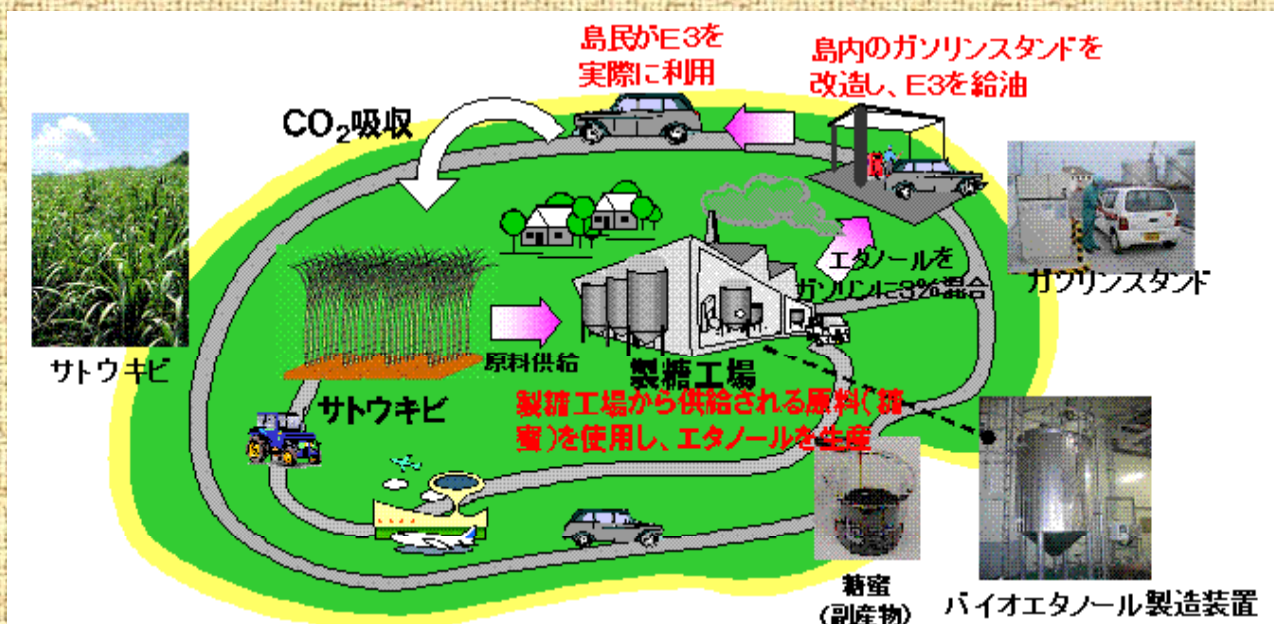 島民がE3を
実際に利用
島内のガソリンスタンドを
改造し、E3を給油
CO₂吸収
エタノールを
ガソリンに3%混合
ガソリンスタンド
サトウキビ
原料供給
製糖工場
サトウキビ
製糖工場から供給される原料(糖
蜜)を使用し、エタノールを生産
糖蜜
(副産物)
バイオエタノール製造装置